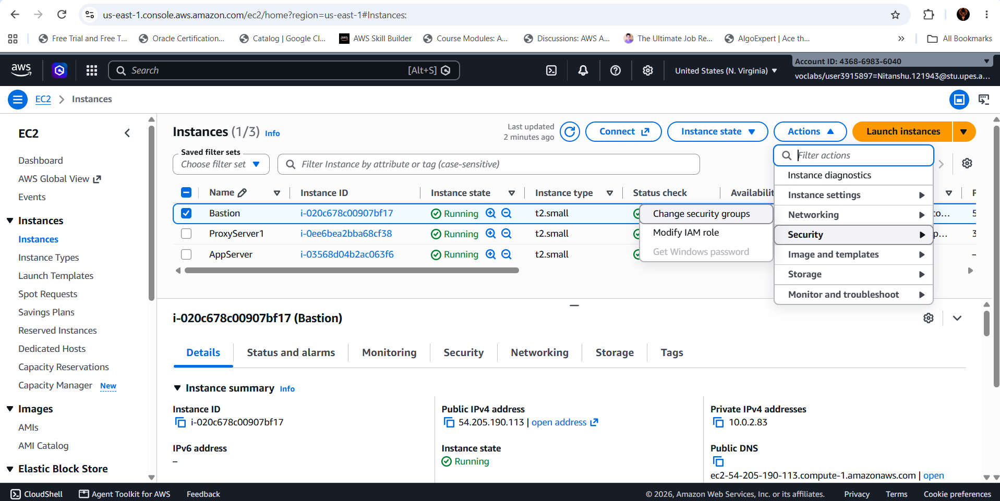 us-east-1.console.aws.amazon.com/ec2/home?region=us-east-1#Instances:
Free Trial and Free T...
Oracle Certification...
Catalog | Google Cl...
aws
AWS Skill Builder
Course Modules: A...
Discussions: AWS A...
The Ultimate Job Re...
AlgoExpert | Ace th...
All Bookmarks
aws
Search
[Alt+S]
United States (N. Virginia)
Account ID: 4368-6983-6040
voclabs/user3915897=Nitanshu.121943@stu.upes.a...
EC2
Instances
EC2
Dashboard
AWS Global View
Events
Instances
Instances
Instance Types
Launch Templates
Spot Requests
Savings Plans
Reserved Instances
Dedicated Hosts
Capacity Reservations
Capacity Manager New
Images
AMIs
AMI Catalog
Elastic Block Store
Instances (1/3) Info
Last updated
2 minutes ago
Connect
Instance state
Actions
Launch instances
Saved filter sets
Choose filter set
Filter Instance by attribute or tag (case-sensitive)
Name
Instance ID
Instance state
Instance type
Status check
Bastion
i-020c678c00907bf17
Running
t2.small
ProxyServer1
i-0ee6bea2bba68cf38
Running
t2.small
AppServer
i-03568d04b2ac063f6
Running
t2.small
–
Filter actions
Instance diagnostics
Instance settings
Networking
Security
Image and templates
Storage
Monitor and troubleshoot
Change security groups
Modify IAM role
Get Windows password
i-020c678c00907bf17 (Bastion)
Details
Status and alarms
Monitoring
Security
Networking
Storage
Tags
Instance summary Info
Instance ID
i-020c678c00907bf17
Public IPv4 address
54.205.190.113 | open address
Private IPv4 addresses
10.0.2.83
IPv6 address
–
Instance state
Running
Public DNS
ec2-54-205-190-113.compute-1.amazonaws.com | open
CloudShell
Agent Toolkit for AWS
Feedback
© 2026, Amazon Web Services, Inc. or its affiliates.
Privacy
Terms
Cookie preferences